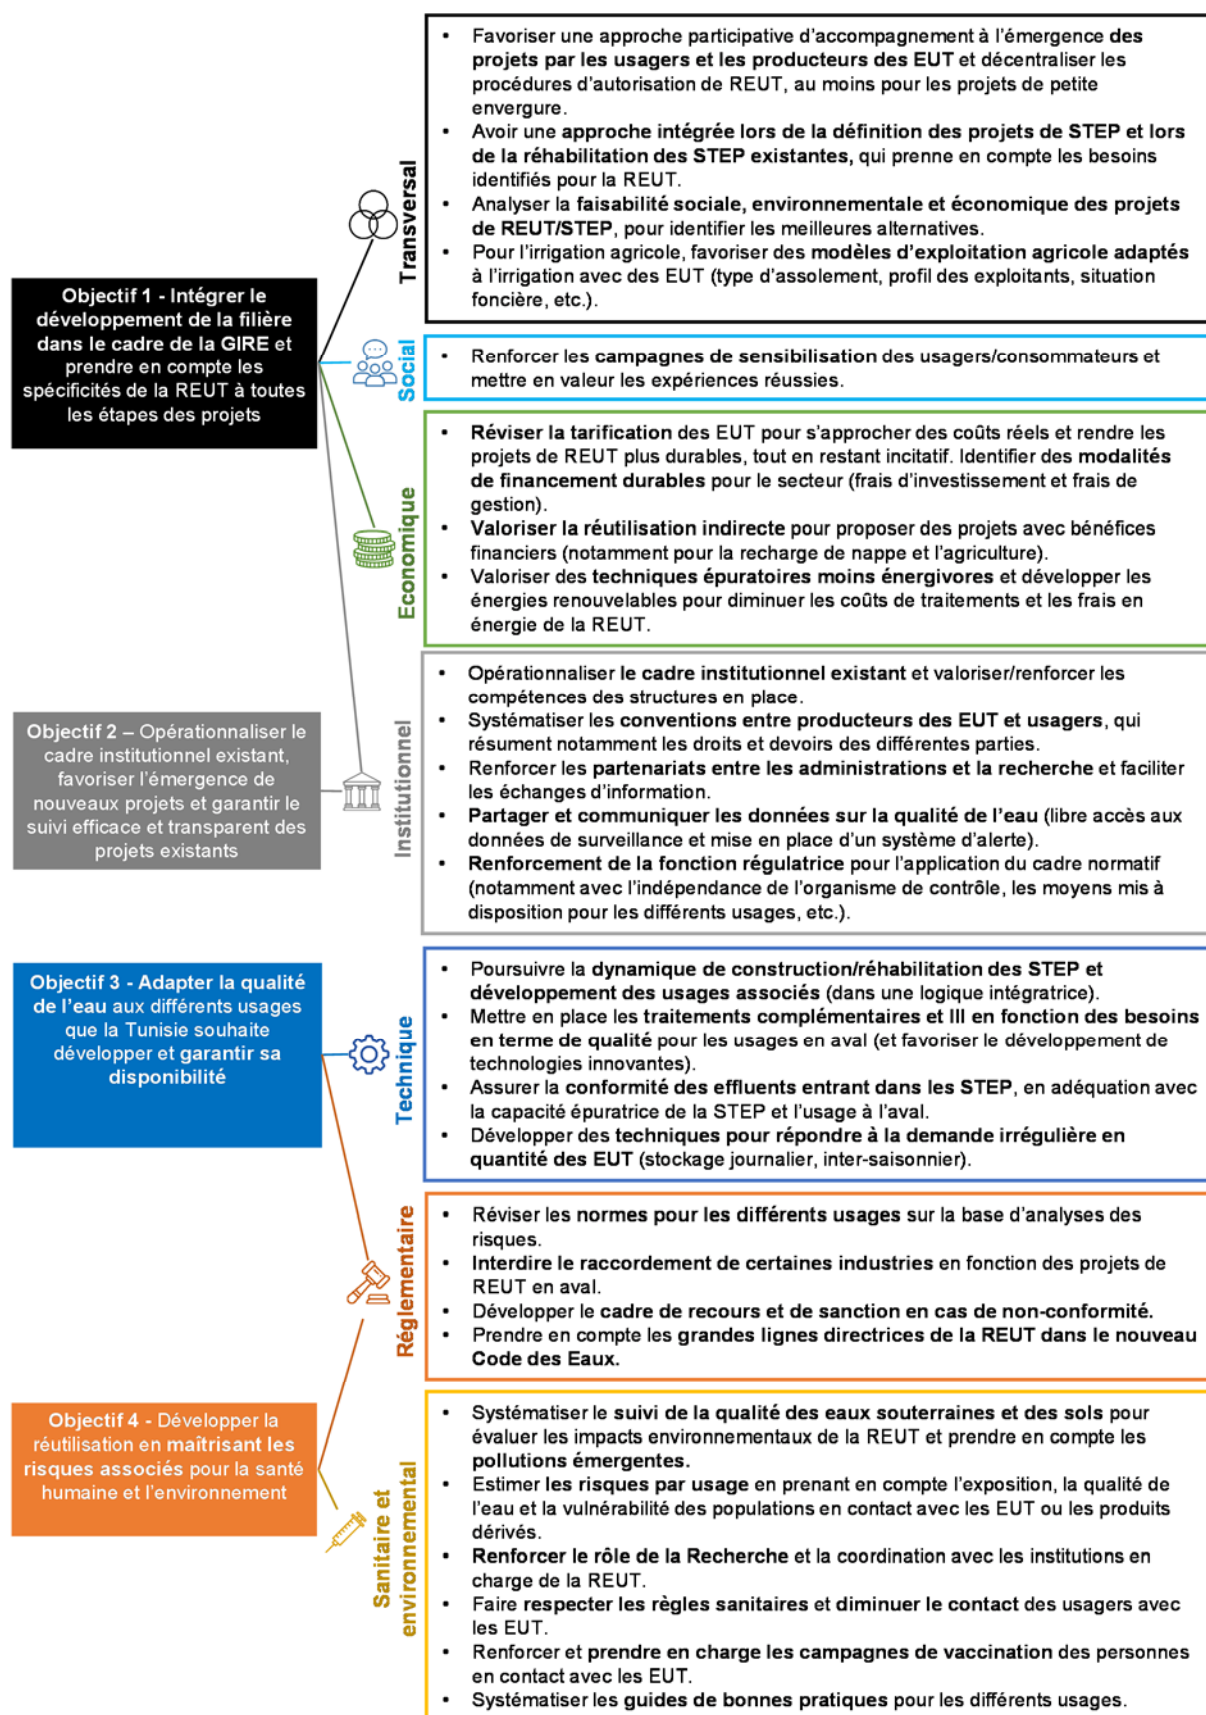 • Favoriser une approche participative d'accompagnement à l'émergence des
projets par les usagers et les producteurs des EUT et décentraliser les
procédures d'autorisation de REUT, au moins pour les projets de petite
envergure.
• Avoir une approche intégrée lors de la définition des projets de STEP et lors
de la réhabilitation des STEP existantes, qui prenne en compte les besoins
identifiés pour la REUT.
• Analyser la faisabilité sociale, environnementale et économique des projets
de REUT/STEP, pour identifier les meilleures alternatives.
• Pour l'irrigation agricole, favoriser des modèles d'exploitation agricole adaptés
à l'irrigation avec des EUT (type d'assolement, profil des exploitants, situation
foncière, etc.).
Transversal
Objectif 1 - Intégrer le
développement de la filière
dans le cadre de la GIRE et
prendre en compte les
spécificités de la REUT à toutes
les étapes des projets
Social
• Renforcer les campagnes de sensibilisation des usagers/consommateurs et
mettre en valeur les expériences réussies.
Economique
• Réviser la tarification des EUT pour s'approcher des coûts réels et rendre les
projets de REUT plus durables, tout en restant incitatif. Identifier des modalités
de financement durables pour le secteur (frais d'investissement et frais de
gestion).
• Valoriser la réutilisation indirecte pour proposer des projets avec bénéfices
financiers (notamment pour la recharge de nappe et l'agriculture).
• Valoriser des techniques épuratoires moins énergivores et développer les
énergies renouvelables pour diminuer les coûts de traitements et les frais en
énergie de la REUT.
Objectif 2 – Opérationnaliser le
cadre institutionnel existant,
favoriser l'émergence de
nouveaux projets et garantir le
suivi efficace et transparent des
projets existants
Institutionnel
• Opérationnaliser le cadre institutionnel existant et valoriser/renforcer les
compétences des structures en place.
• Systématiser les conventions entre producteurs des EUT et usagers, qui
résument notamment les droits et devoirs des différentes parties.
• Renforcer les partenariats entre les administrations et la recherche et faciliter
les échanges d'information.
• Partager et communiquer les données sur la qualité de l'eau (libre accès aux
données de surveillance et mise en place d'un système d'alerte).
• Renforcement de la fonction régulatrice pour l'application du cadre normatif
(notamment avec l'indépendance de l'organisme de contrôle, les moyens mis à
disposition pour les différents usages, etc.).
Objectif 3 - Adapter la qualité
de l'eau aux différents usages
que la Tunisie souhaite
développer et garantir sa
disponibilité
Technique
• Poursuivre la dynamique de construction/réhabilitation des STEP et
développement des usages associés (dans une logique intégratrice).
• Mettre en place les traitements complémentaires et III en fonction des besoins
en terme de qualité pour les usages en aval (et favoriser le développement de
technologies innovantes).
• Assurer la conformité des effluents entrant dans les STEP, en adéquation avec
la capacité épuratrice de la STEP et l'usage à l'aval.
• Développer des techniques pour répondre à la demande irrégulière en
quantité des EUT (stockage journalier, inter-saisonnier).
Réglementaire
• Réviser les normes pour les différents usages sur la base d'analyses des
risques.
• Interdire le raccordement de certaines industries en fonction des projets de
REUT en aval.
• Développer le cadre de recours et de sanction en cas de non-conformité.
• Prendre en compte les grandes lignes directrices de la REUT dans le nouveau
Code des Eaux.
Objectif 4 - Développer la
réutilisation en maîtrisant les
risques associés pour la santé
humaine et l'environnement
Sanitaire et
environnemental
• Systématiser le suivi de la qualité des eaux souterraines et des sols pour
évaluer les impacts environnementaux de la REUT et prendre en compte les
pollutions émergentes.
• Estimer les risques par usage en prenant en compte l'exposition, la qualité de
l'eau et la vulnérabilité des populations en contact avec les EUT ou les produits
dérivés.
• Renforcer le rôle de la Recherche et la coordination avec les institutions en
charge de la REUT.
• Faire respecter les règles sanitaires et diminuer le contact des usagers avec
les EUT.
• Renforcer et prendre en charge les campagnes de vaccination des personnes
en contact avec les EUT.
• Systématiser les guides de bonnes pratiques pour les différents usages.